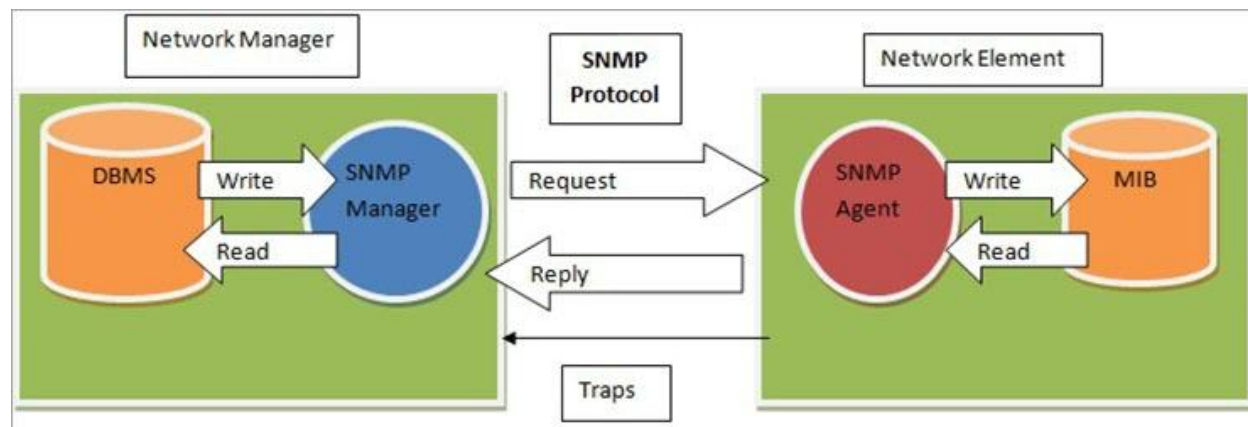 Network Manager
SNMP
Protocol
Network Element
DBMS
Write
SNMP
Manager
Read
Request
Reply
SNMP
Agent
Write
MIB
Read
Traps